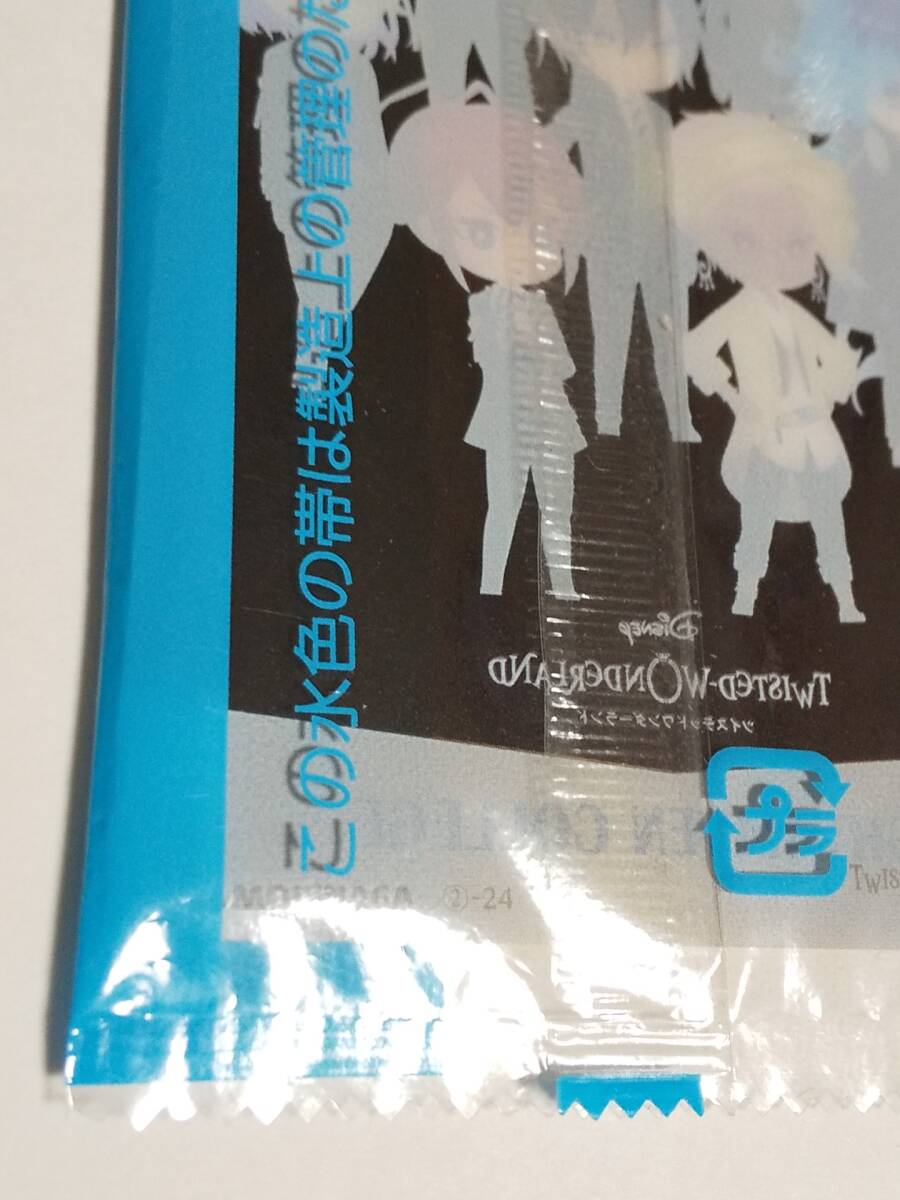 この水色の帯は製造上の管理の
Disney
TWISTED-WONDERLAND
ツイステッドワンダーランド
プラ
②-24
TWIS